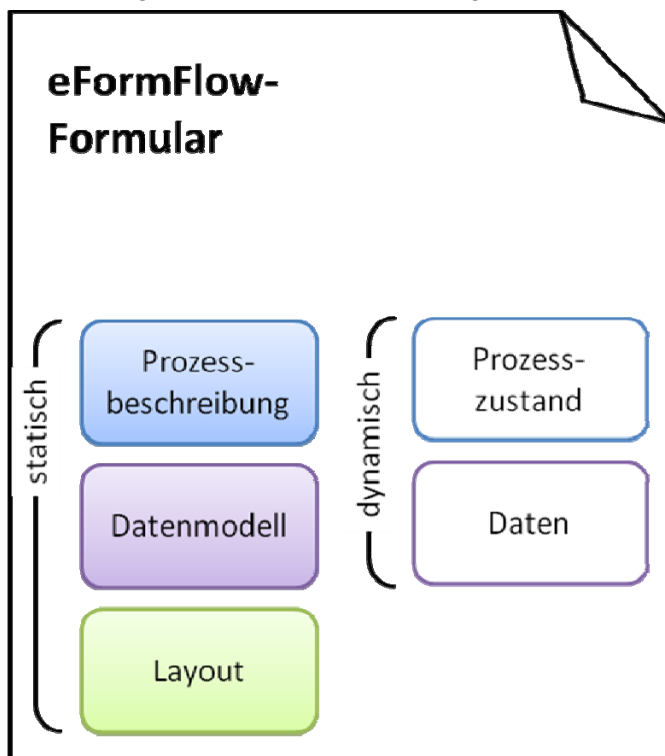 eFormFlow-
Formular
statisch
Prozess-
beschreibung
Datenmodell
Layout
dynamisch
Prozess-
zustand
Daten